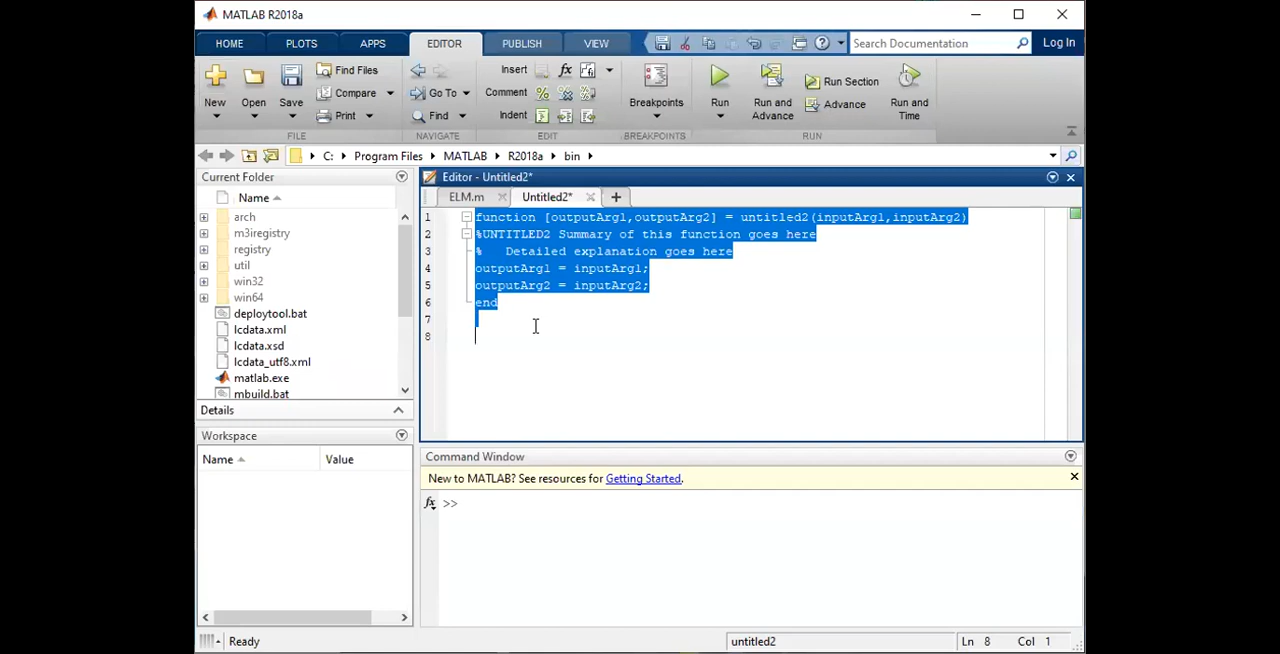 MATLAB R2018a
HOME PLOTS APPS EDITOR PUBLISH VIEW Search Documentation Log In
New Open Save Find Files Compare Print
FILE
Go To Find
NAVIGATE
Insert fx
Comment
Indent
EDIT
Breakpoints
BREAKPOINTS
Run Run and Advance Run Section Advance Run and Time
RUN
C: Program Files MATLAB R2018a bin
Current Folder
Name
arch
m3iregistry
registry
util
win32
win64
deploytool.bat
lcdata.xml
lcdata.xsd
lcdata_utf8.xml
matlab.exe
mbuild.bat
Details
Workspace
Name Value
Editor - Untitled2*
ELM.m Untitled2*
1 function [outputArg1,outputArg2] = untitled2(inputArg1,inputArg2)
2 %UNTITLED2 Summary of this function goes here
3 % Detailed explanation goes here
4 outputArg1 = inputArg1;
5 outputArg2 = inputArg2;
6 end
7
8
Command Window
New to MATLAB? See resources for Getting Started.
fx >>
Ready untitled2 Ln 8 Col 1